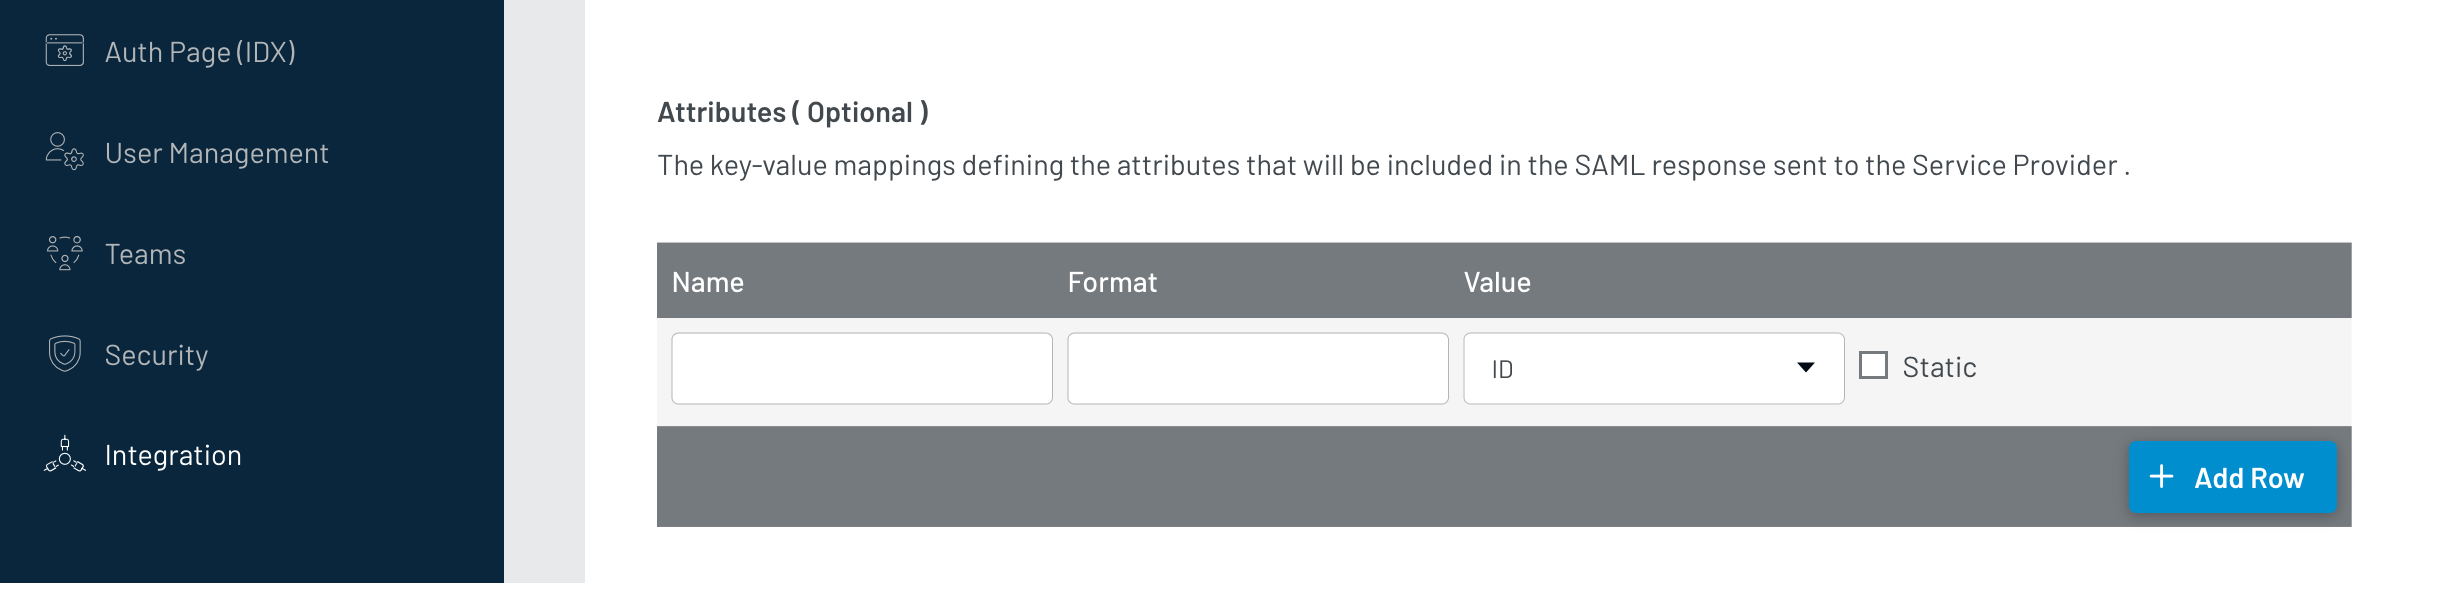 Auth Page (IDX)
User Management
Teams
Security
Integration
Attributes ( Optional )
The key-value mappings defining the attributes that will be included in the SAML response sent to the Service Provider .
Name Format Value
ID Static
+ Add Row